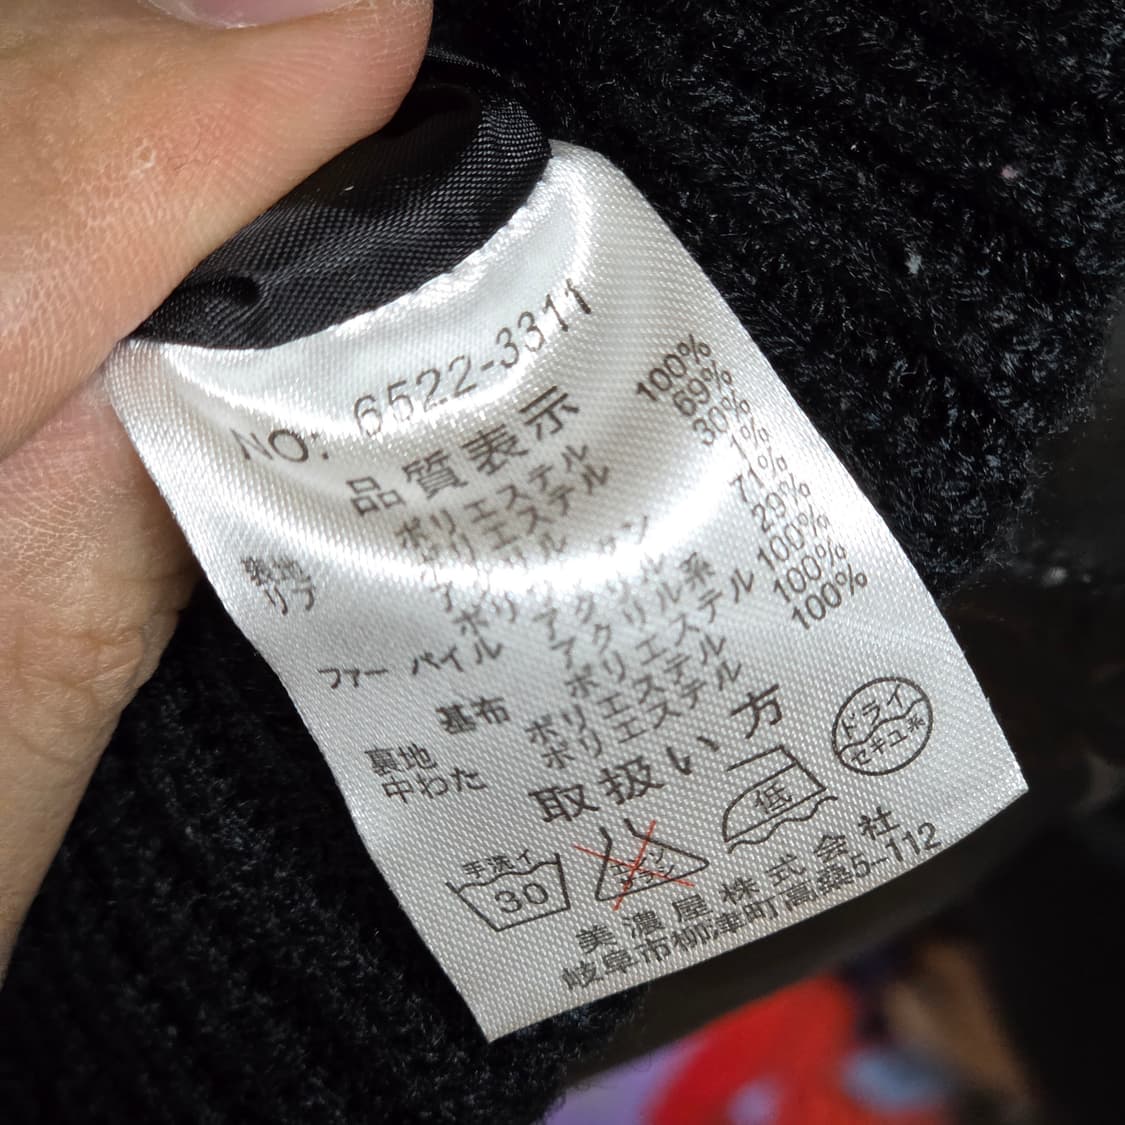 NO: 6522-3311
品質表示
表地 ポリエステル 100%
リブ ポリエステル 69%
アクリル 30%
ポリウレタン 1%
ファー パイル アクリル 71%
アクリル系 29%
基布 ポリエステル 100%
裏地 ポリエステル 100%
中わた ポリエステル 100%
取扱い方
手洗イ
30
エンソ
サラシ
低
ドライ
セキユ系
美濃屋株式会社
岐阜市柳津町高桑5-112